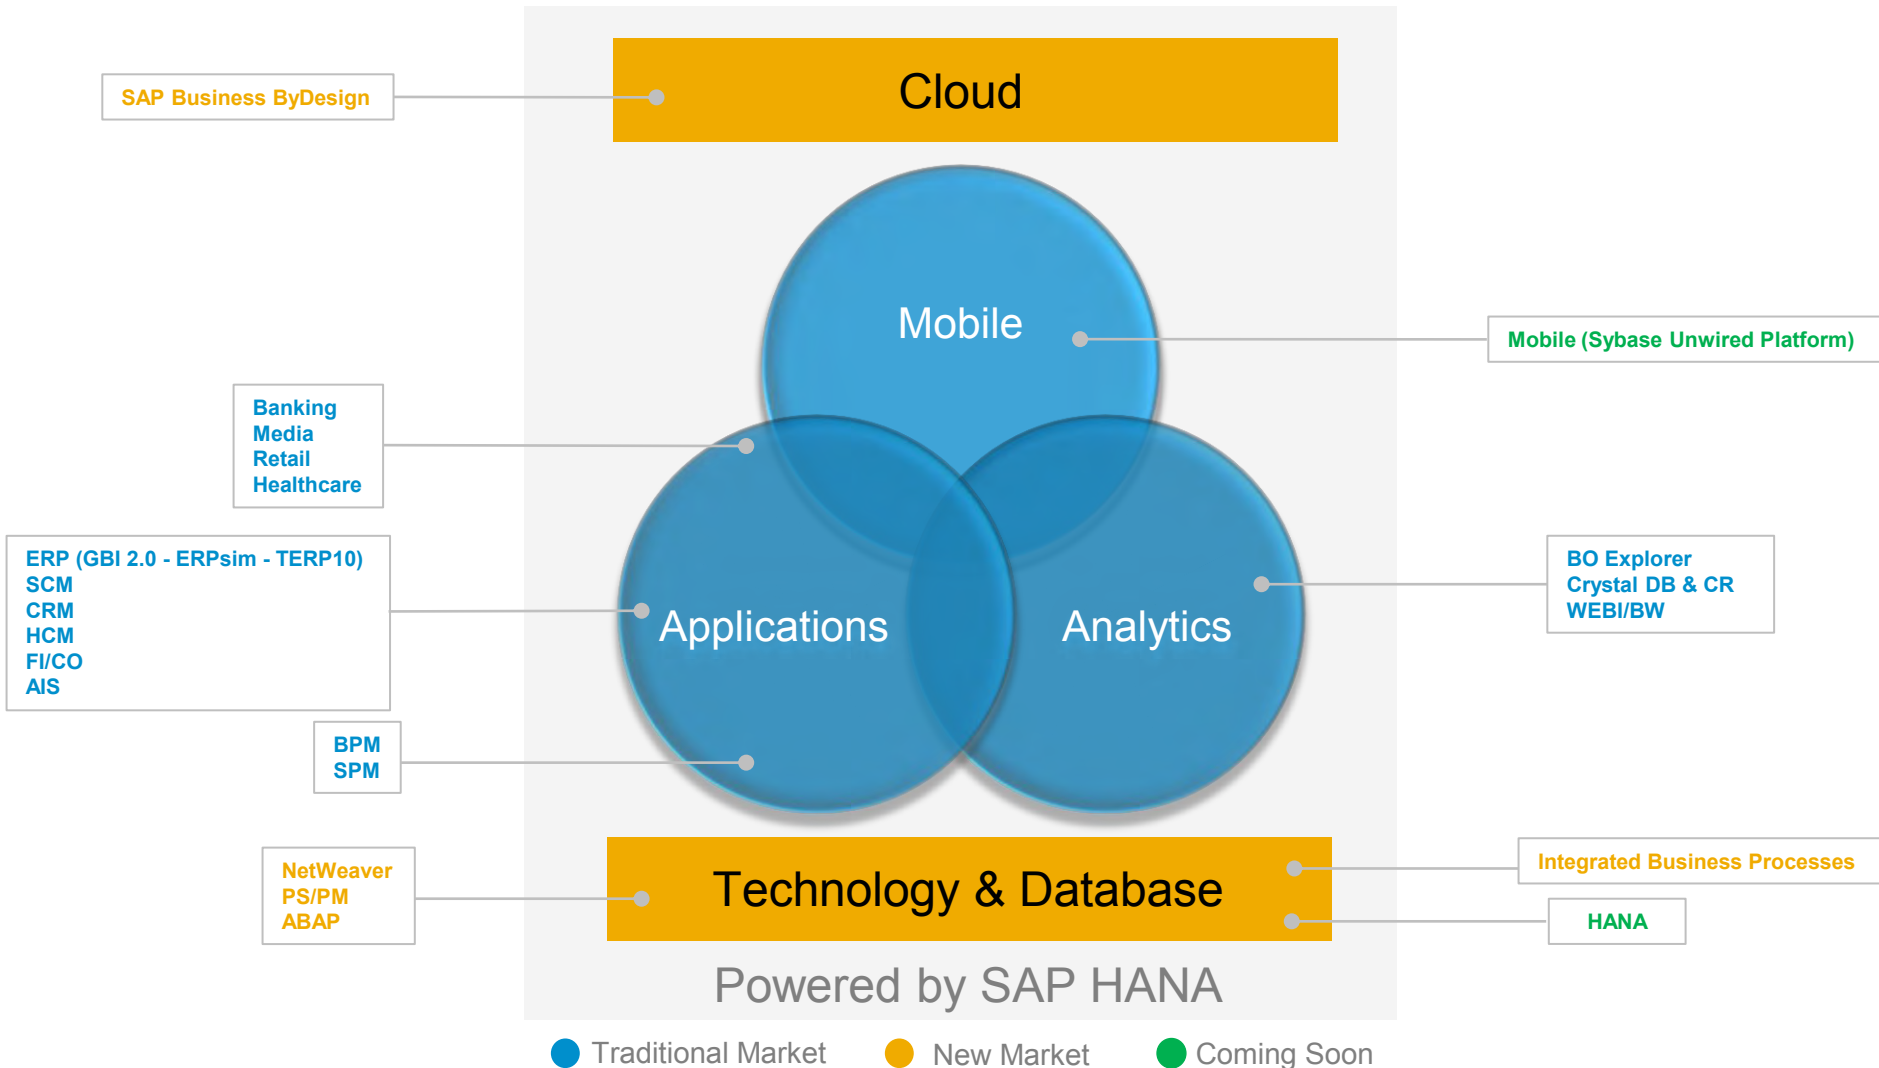 Cloud
SAP Business ByDesign
Mobile
Mobile (Sybase Unwired Platform)
Banking
Media
Retail
Healthcare
ERP (GBI 2.0 - ERPsim - TERP10)
SCM
CRM
HCM
FI/CO
AIS
Applications
Analytics
BO Explorer
Crystal DB & CR
WEBI/BW
BPM
SPM
NetWeaver
PS/PM
ABAP
Technology & Database
Integrated Business Processes
HANA
Powered by SAP HANA
Traditional Market
New Market
Coming Soon